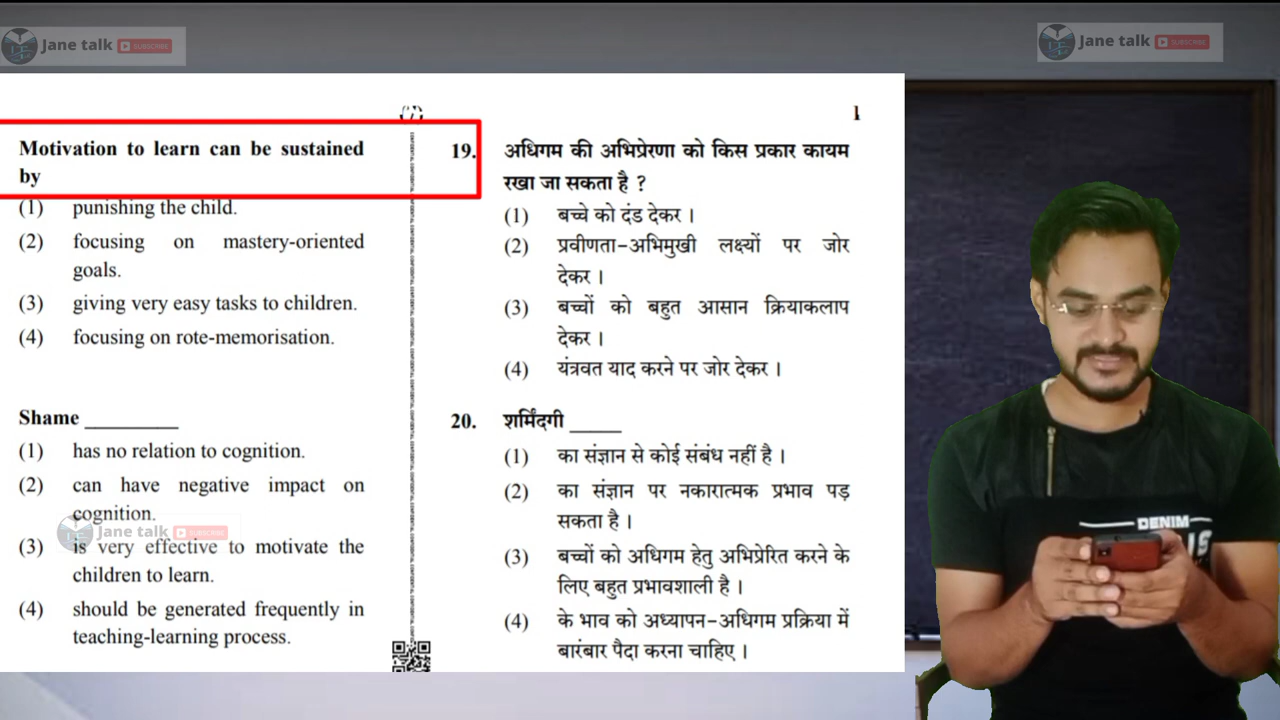 Jane talk SUBSCRIBE
Jane talk SUBSCRIBE
Motivation to learn can be sustained
by
(1) punishing the child.
(2) focusing on mastery-oriented
goals.
(3) giving very easy tasks to children.
(4) focusing on rote-memorisation.
Shame ________
(1) has no relation to cognition.
(2) can have negative impact on
cognition.
Jane talk SUBSCRIBE
(3) is very effective to motivate the
children to learn.
(4) should be generated frequently in
teaching-learning process.
19. अधिगम की अभिप्रेरणा को किस प्रकार कायम
रखा जा सकता है ?
(1) बच्चे को दंड देकर ।
(2) प्रवीणता-अभिमुखी लक्ष्यों पर जोर
देकर ।
(3) बच्चों को बहुत आसान क्रियाकलाप
देकर ।
(4) यंत्रवत याद करने पर जोर देकर ।
20. शर्मिंदगी _____
(1) का संज्ञान से कोई संबंध नहीं है ।
(2) का संज्ञान पर नकारात्मक प्रभाव पड़
सकता है ।
(3) बच्चों को अधिगम हेतु अभिप्रेरित करने के
लिए बहुत प्रभावशाली है ।
(4) के भाव को अध्यापन-अधिगम प्रक्रिया में
बारंबार पैदा करना चाहिए ।
DENIM